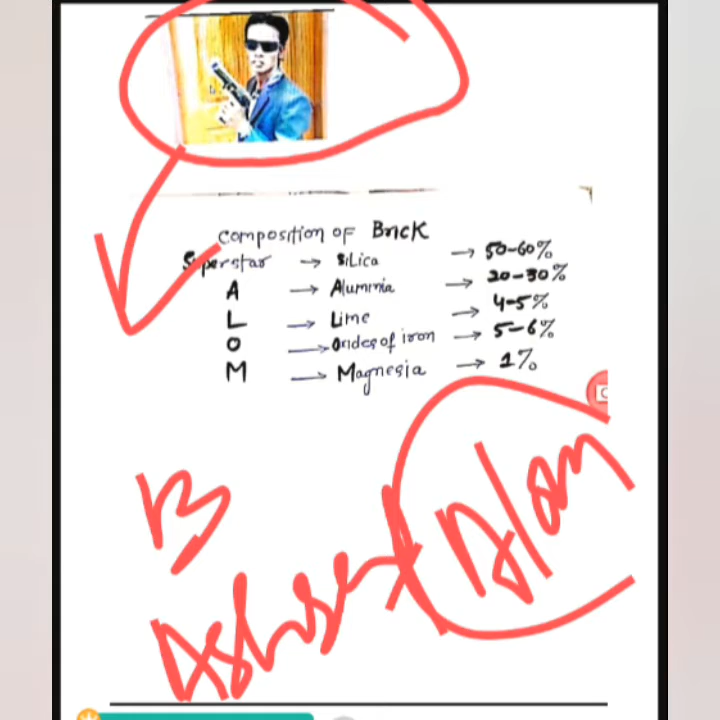 Composition of Brick
Superstar → Silica → 50-60%
A → Aluminia → 20-30%
L → Lime → 4-5%
O → Oxides of iron → 5-6%
M → Magnesia → 1%
B